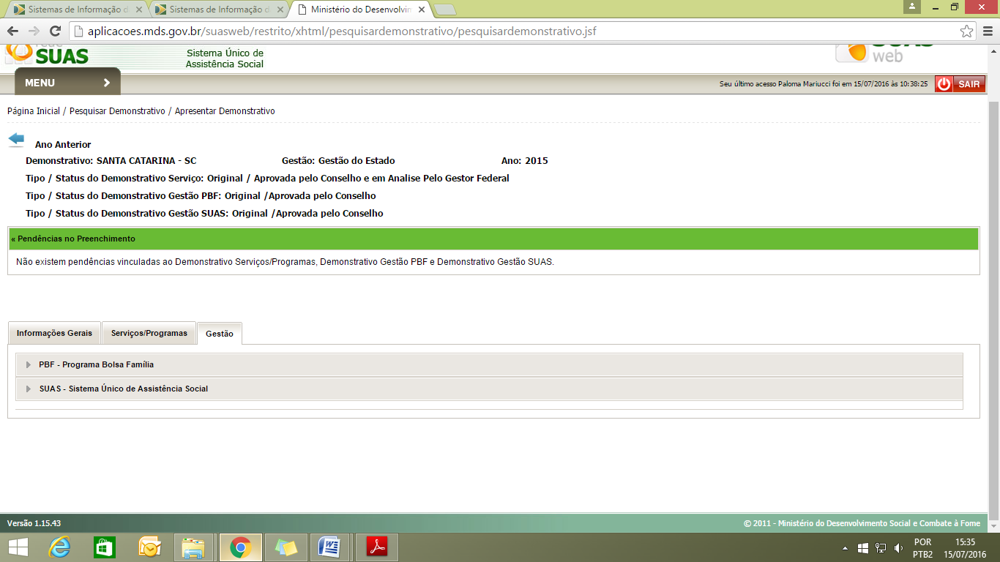 Sistemas de Informação d
Sistemas de Informação d
Ministério do Desenvolvim
aplicacoes.mds.gov.br/suasweb/restrito/xhtml/pesquisardemonstrativo/pesquisardemonstrativo.jsf
rede
SUAS
Sistema Único de
Assistência Social
SUAS
web
MENU
Seu último acesso Paloma Mariucci foi em 15/07/2016 às 10:38:25
SAIR
Página Inicial / Pesquisar Demonstrativo / Apresentar Demonstrativo
Ano Anterior
Demonstrativo: SANTA CATARINA - SC Gestão: Gestão do Estado Ano: 2015
Tipo / Status do Demonstrativo Serviço: Original / Aprovada pelo Conselho e em Analise Pelo Gestor Federal
Tipo / Status do Demonstrativo Gestão PBF: Original /Aprovada pelo Conselho
Tipo / Status do Demonstrativo Gestão SUAS: Original /Aprovada pelo Conselho
« Pendências no Preenchimento
Não existem pendências vinculadas ao Demonstrativo Serviços/Programas, Demonstrativo Gestão PBF e Demonstrativo Gestão SUAS.
Informações Gerais Serviços/Programas Gestão
PBF - Programa Bolsa Família
SUAS - Sistema Único de Assistência Social
Versão 1.15.43 © 2011 - Ministério do Desenvolvimento Social e Combate à Fome
POR 15:35
PTB2 15/07/2016